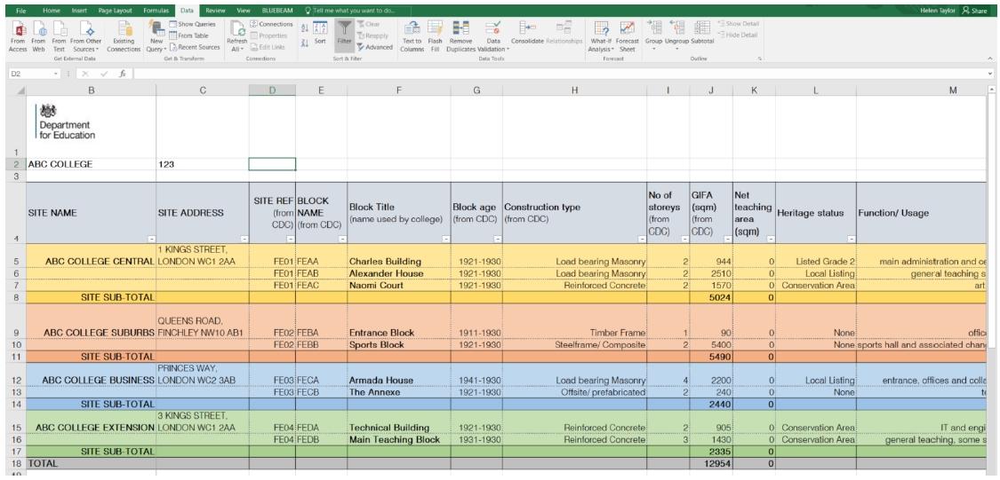 File Home Insert Page Layout Formulas Data Review View BLUEBEAM Tell me what you want to do... Helen Taylor Share
Show Queries Connections Clear Show Detail
From Table Properties Reapply Hide Detail
Recent Sources Edit Links Advanced
From Access From Web From Text From Other Sources Existing Connections New Query Refresh All Sort Filter Text to Columns Flash Fill Remove Duplicates Data Validation Consolidate Relationships What-If Analysis Forecast Sheet Group Ungroup Subtotal
Get External Data Get & Transform Connections Sort & Filter Data Tools Forecast Outline
D2 fx
B C D E F G H I J K L M
Department
for Education
1
2 ABC COLLEGE 123
3
4 SITE NAME SITE ADDRESS SITE REF (from CDC) BLOCK NAME (from CDC) Block Title (name used by college) Block age (from CDC) Construction type (from CDC) No of storeys (from CDC) GIFA (sqm) (from CDC) Net teaching area (sqm) Heritage status Function/ Usage
5 ABC COLLEGE CENTRAL 1 KINGS STREET, LONDON WC1 2AA FE01 FEAA Charles Building 1921-1930 Load bearing Masonry 2 944 0 Listed Grade 2 main administration and ce
6 FE01 FEAB Alexander House 1921-1930 Load bearing Masonry 2 2510 0 Local Listing general teaching s
7 FE01 FEAC Naomi Court 1921-1930 Reinforced Concrete 2 1570 0 Conservation Area art
8 SITE SUB-TOTAL 5024 0
9 ABC COLLEGE SUBURBS QUEENS ROAD, FINCHLEY NW10 AB1 FE02 FEBA Entrance Block 1911-1930 Timber Frame 1 90 0 None offic
10 FE02 FEBB Sports Block 1921-1930 Steelframe/ Composite 2 5400 0 None sports hall and associated chan
11 SITE SUB-TOTAL 5490 0
12 ABC COLLEGE BUSINESS PRINCES WAY, LONDON WC2 3AB FE03 FECA Armada House 1941-1930 Load bearing Masonry 4 2200 0 Local Listing entrance, offices and colla
13 FE03 FECB The Annexe 1921-1930 Offsite/ prefabricated 2 240 0 None te
14 SITE SUB-TOTAL 2440 0
15 ABC COLLEGE EXTENSION 3 KINGS STREET, LONDON WC1 2AA FE04 FEDA Technical Building 1921-1930 Reinforced Concrete 2 905 0 Conservation Area IT and engi
16 FE04 FEDB Main Teaching Block 1931-1930 Reinforced Concrete 3 1430 0 Conservation Area general teaching, some s
17 SITE SUB-TOTAL 2335 0
18 TOTAL 12954 0